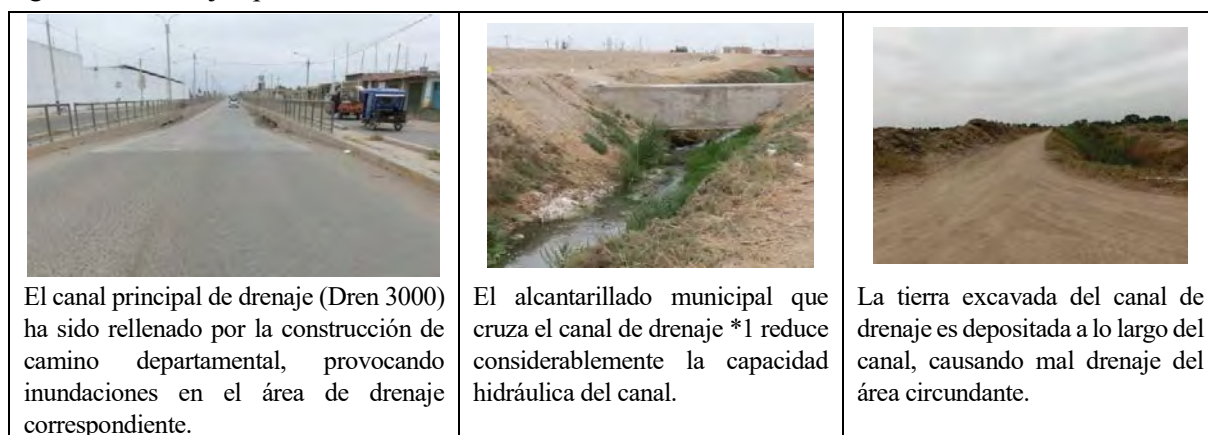 El canal principal de drenaje (Dren 3000)
ha sido rellenado por la construcción de
camino departamental, provocando
inundaciones en el área de drenaje
correspondiente.
El alcantarillado municipal que
cruza el canal de drenaje *1 reduce
considerablemente la capacidad
hidráulica del canal.
La tierra excavada del canal de
drenaje es depositada a lo largo del
canal, causando mal drenaje del
área circundante.